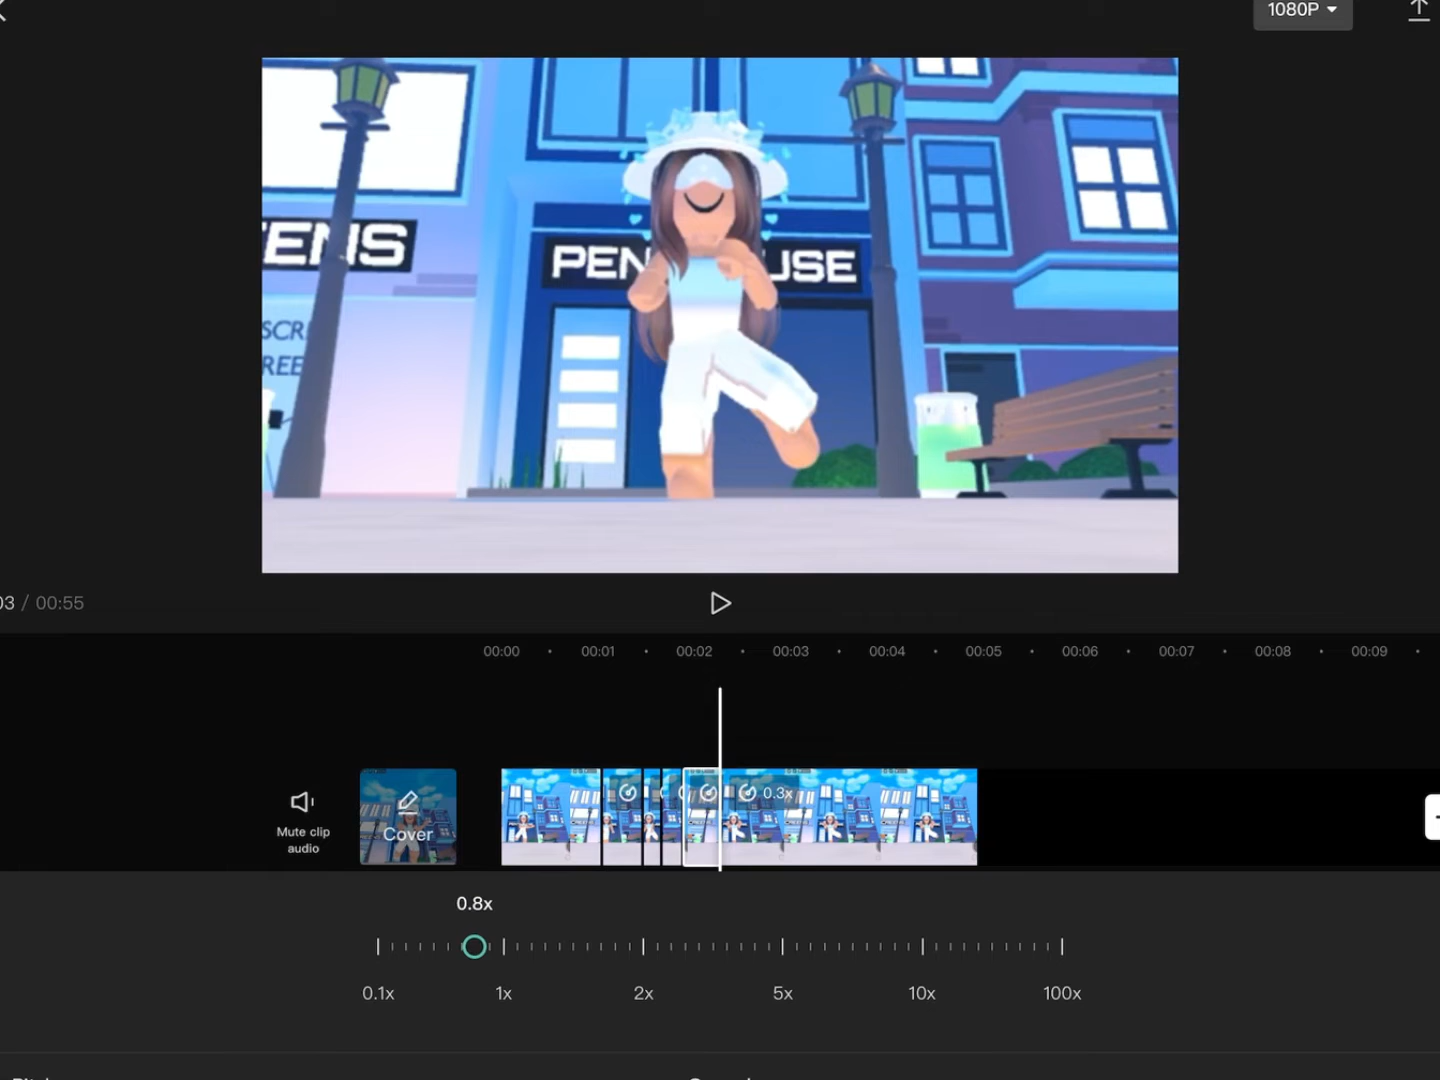 1080P
ENS
PEN USE
SCR
REE
03 / 00:55
00:00 00:01 00:02 00:03 00:04 00:05 00:06 00:07 00:08 00:09
Mute clip
audio
Cover
0.3x
0.8x
0.1x 1x 2x 5x 10x 100x